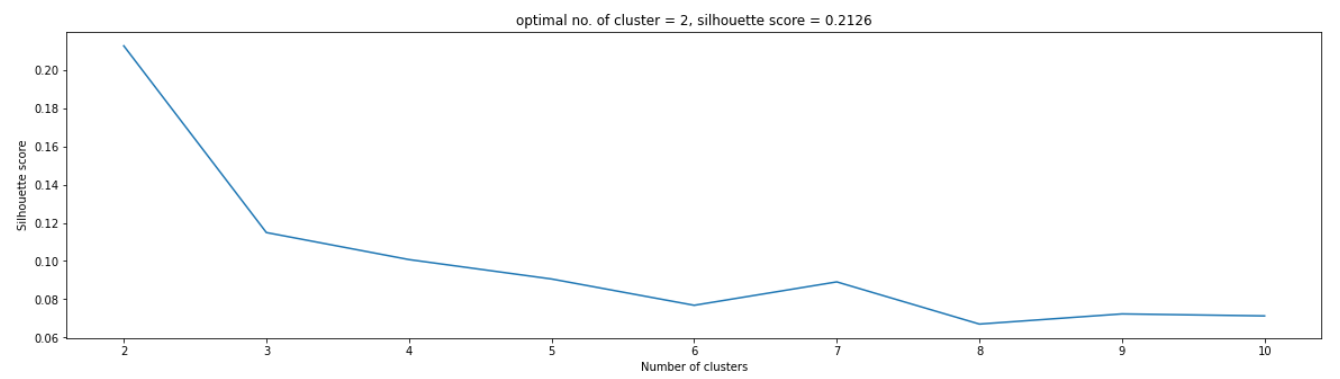 optimal no. of cluster = 2, silhouette score = 0.2126
Silhouette score
0.20
0.18
0.16
0.14
0.12
0.10
0.08
0.06
2 3 4 5 6 7 8 9 10
Number of clusters